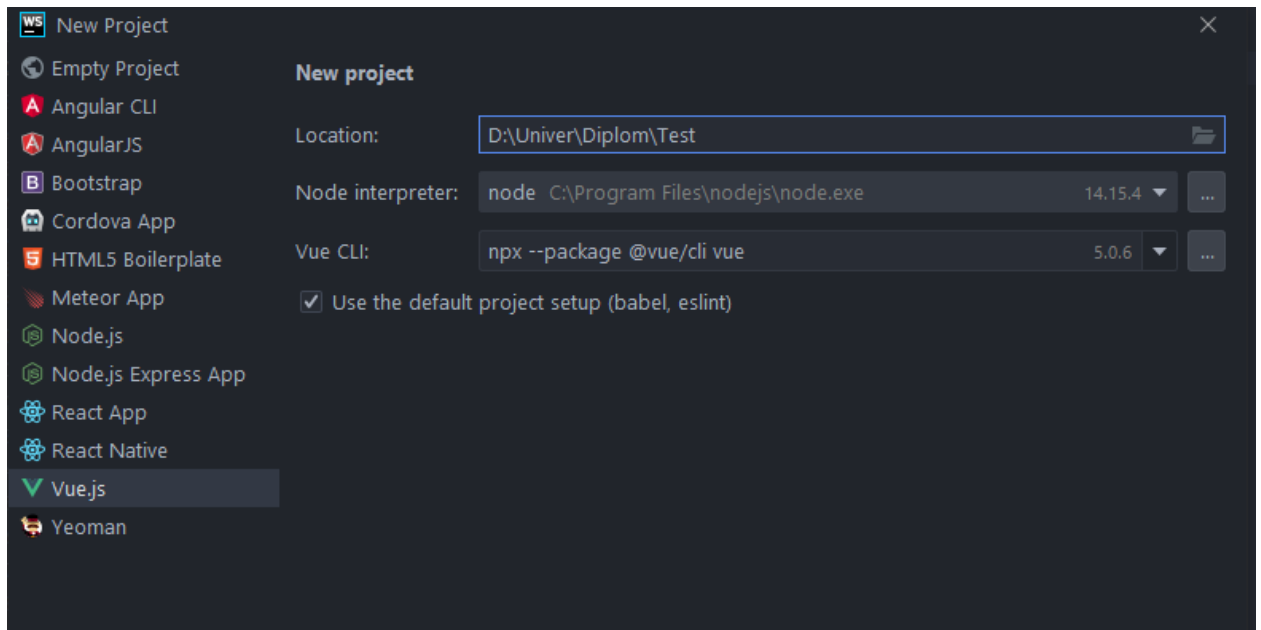 WS New Project
Empty Project
Angular CLI
AngularJS
Bootstrap
Cordova App
HTML5 Boilerplate
Meteor App
Node.js
Node.js Express App
React App
React Native
Vue.js
Yeoman
New project
Location: D:\Univer\Diplom\Test
Node interpreter: node C:\Program Files\nodejs\node.exe 14.15.4 ...
Vue CLI: npx --package @vue/cli vue 5.0.6 ...
Use the default project setup (babel, eslint)